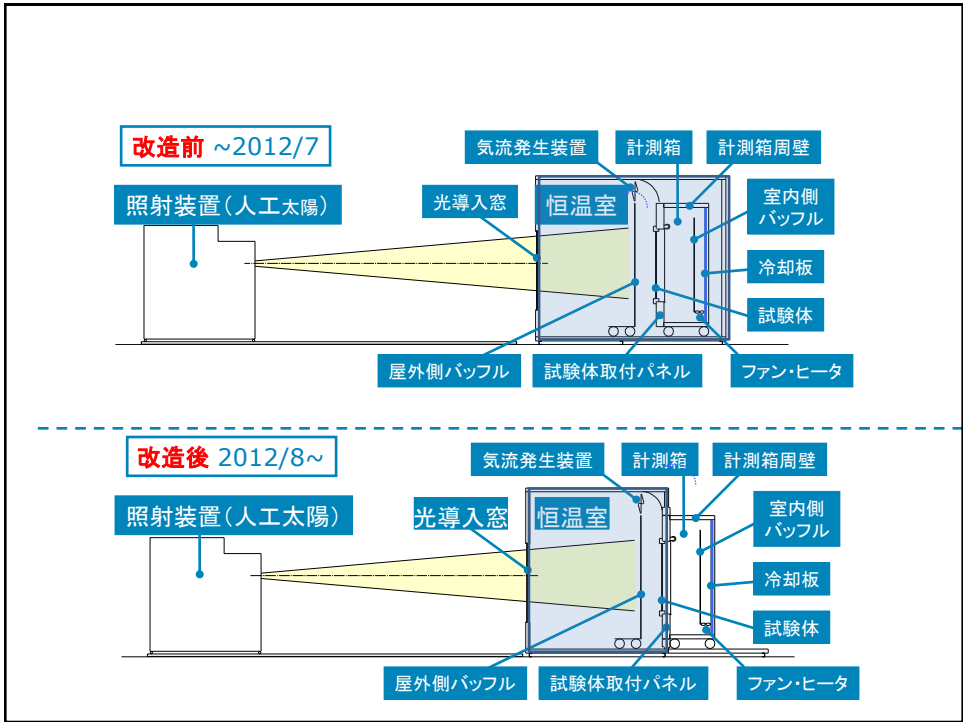 改造前 ~2012/7
気流発生装置
計測箱
計測箱周壁
照射装置(人工太陽)
光導入窓
恒温室
室内側
バッフル
冷却板
試験体
屋外側バッフル
試験体取付パネル
ファン・ヒータ
改造後 2012/8~
気流発生装置
計測箱
計測箱周壁
照射装置(人工太陽)
光導入窓
恒温室
室内側
バッフル
冷却板
試験体
屋外側バッフル
試験体取付パネル
ファン・ヒータ